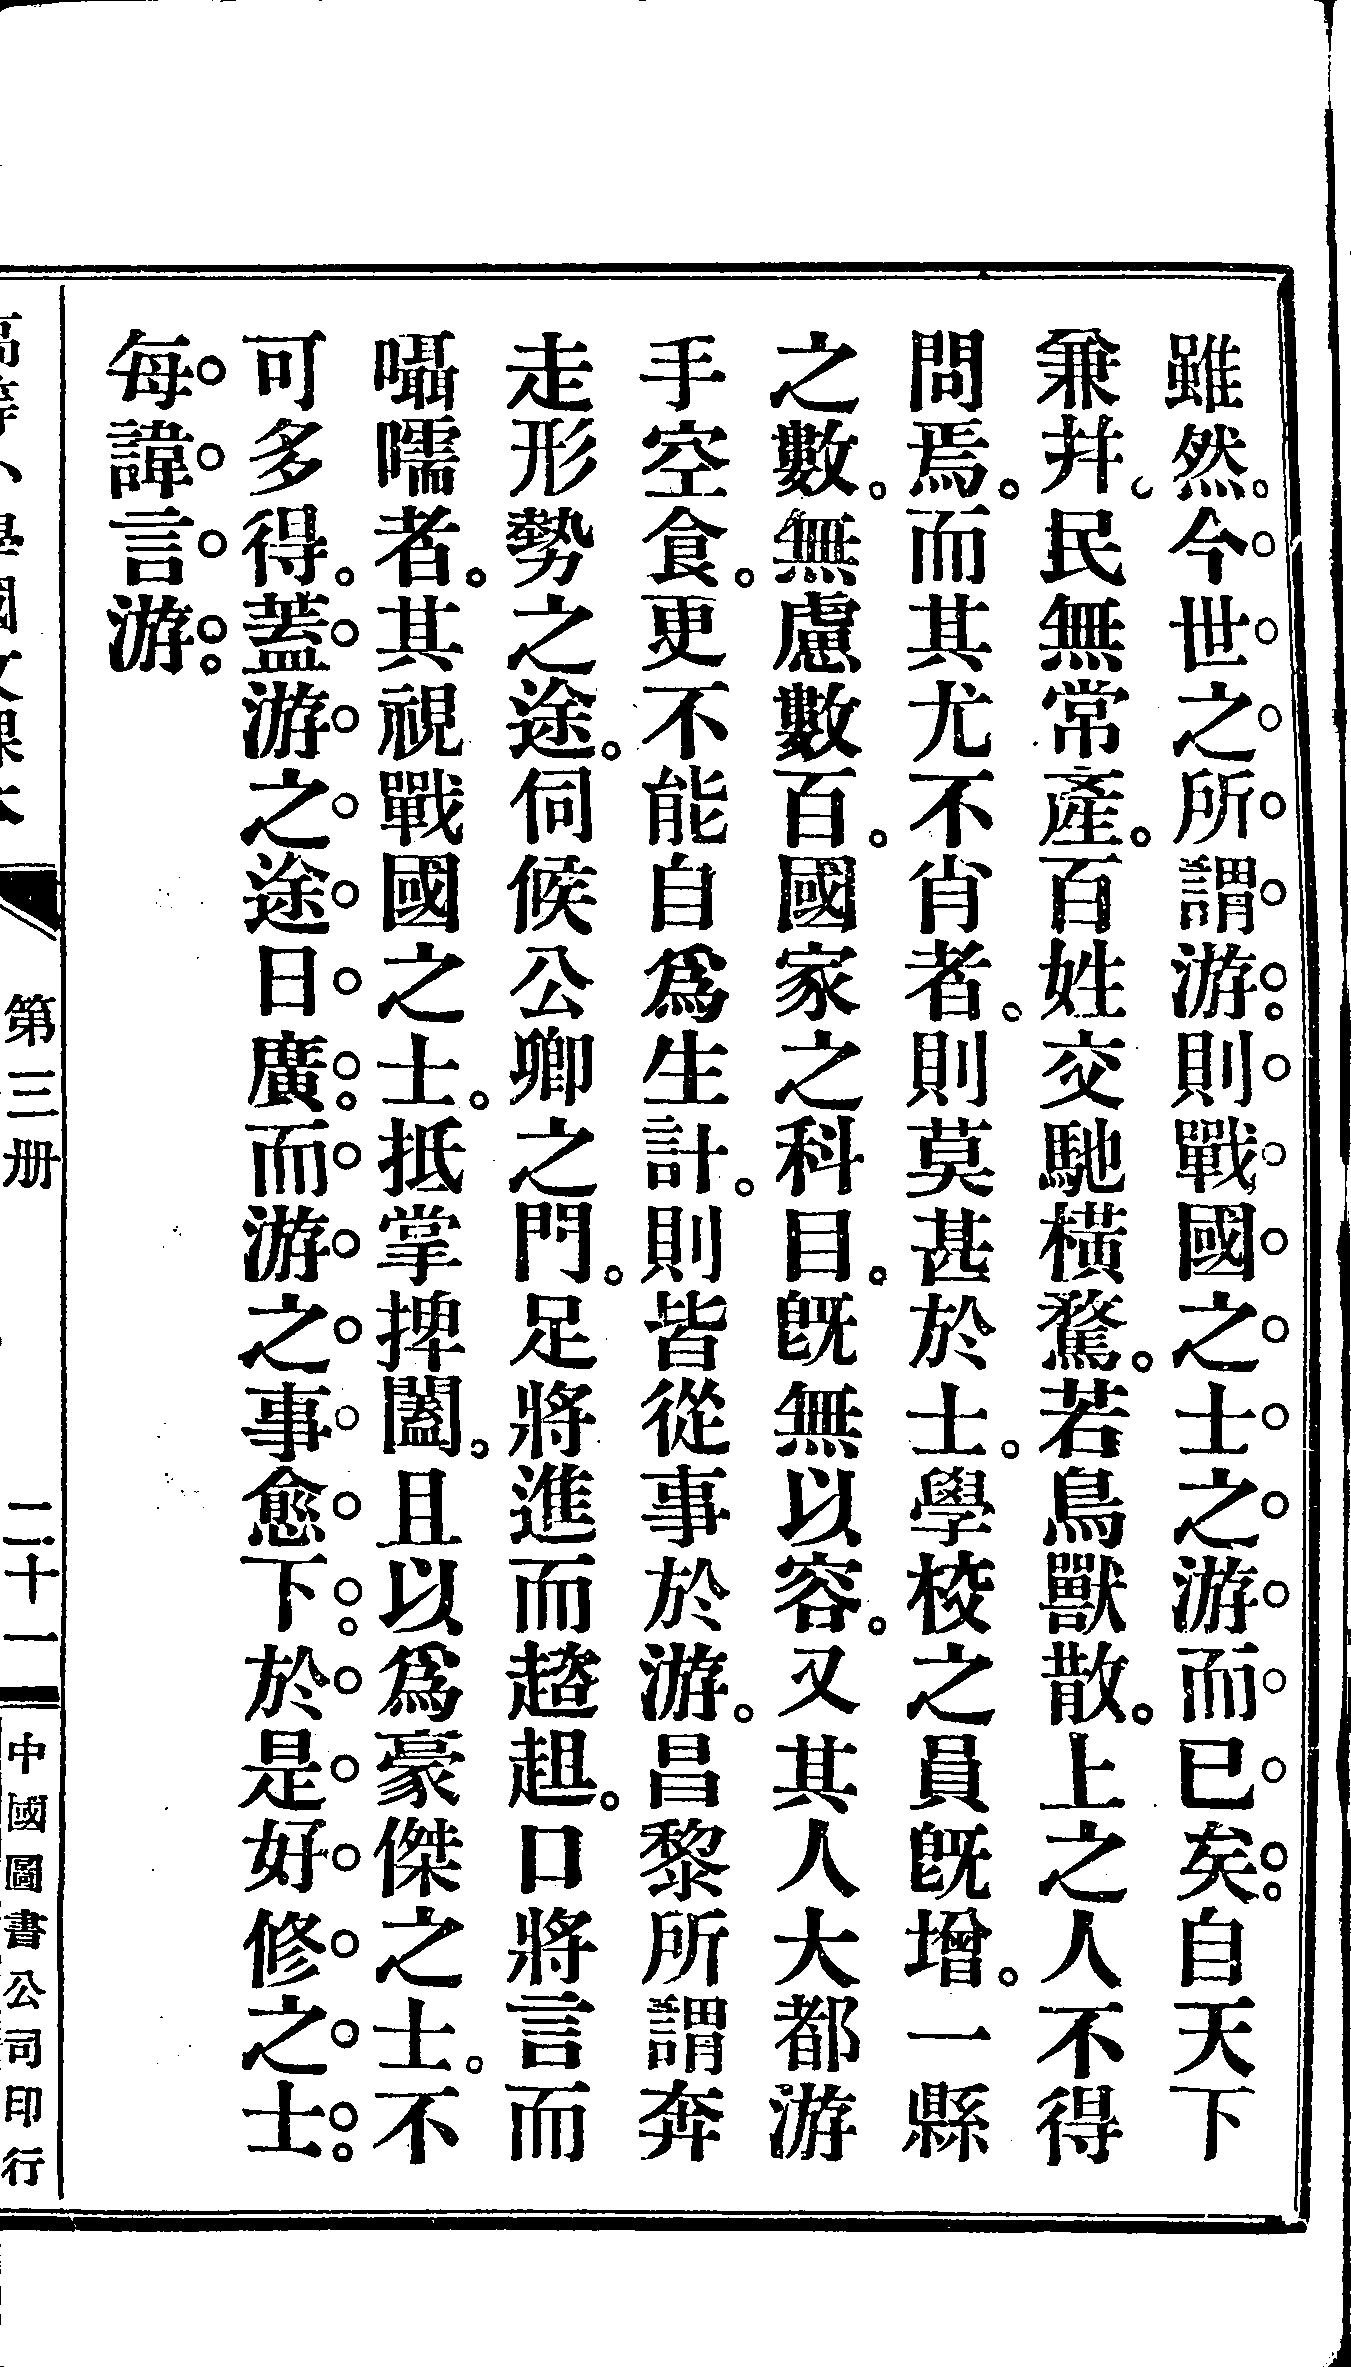 雖然。今世之所謂游。則戰國之士之游而已矣。自天下
兼幷。民無常產。百姓交馳橫騖。若鳥獸散。上之人不得
問焉。而其尤不肖者。則莫甚於士。學校之員旣增。一縣
之數。無慮數百。國家之科目。旣無以容。又其人大都游
手空食。更不能自爲生計。則皆從事於游。昌黎所謂奔
走形勢之途。伺候公卿之門。足將進而趦趄。口將言而
囁嚅者。其視戰國之士。抵掌捭闔。且以爲豪傑之士。不
可多得。蓋游之途日廣。而游之事愈下。於是好修之士。
每諱言游。
高等小學國文課本 第三册 二十一 中國圖書公司印行